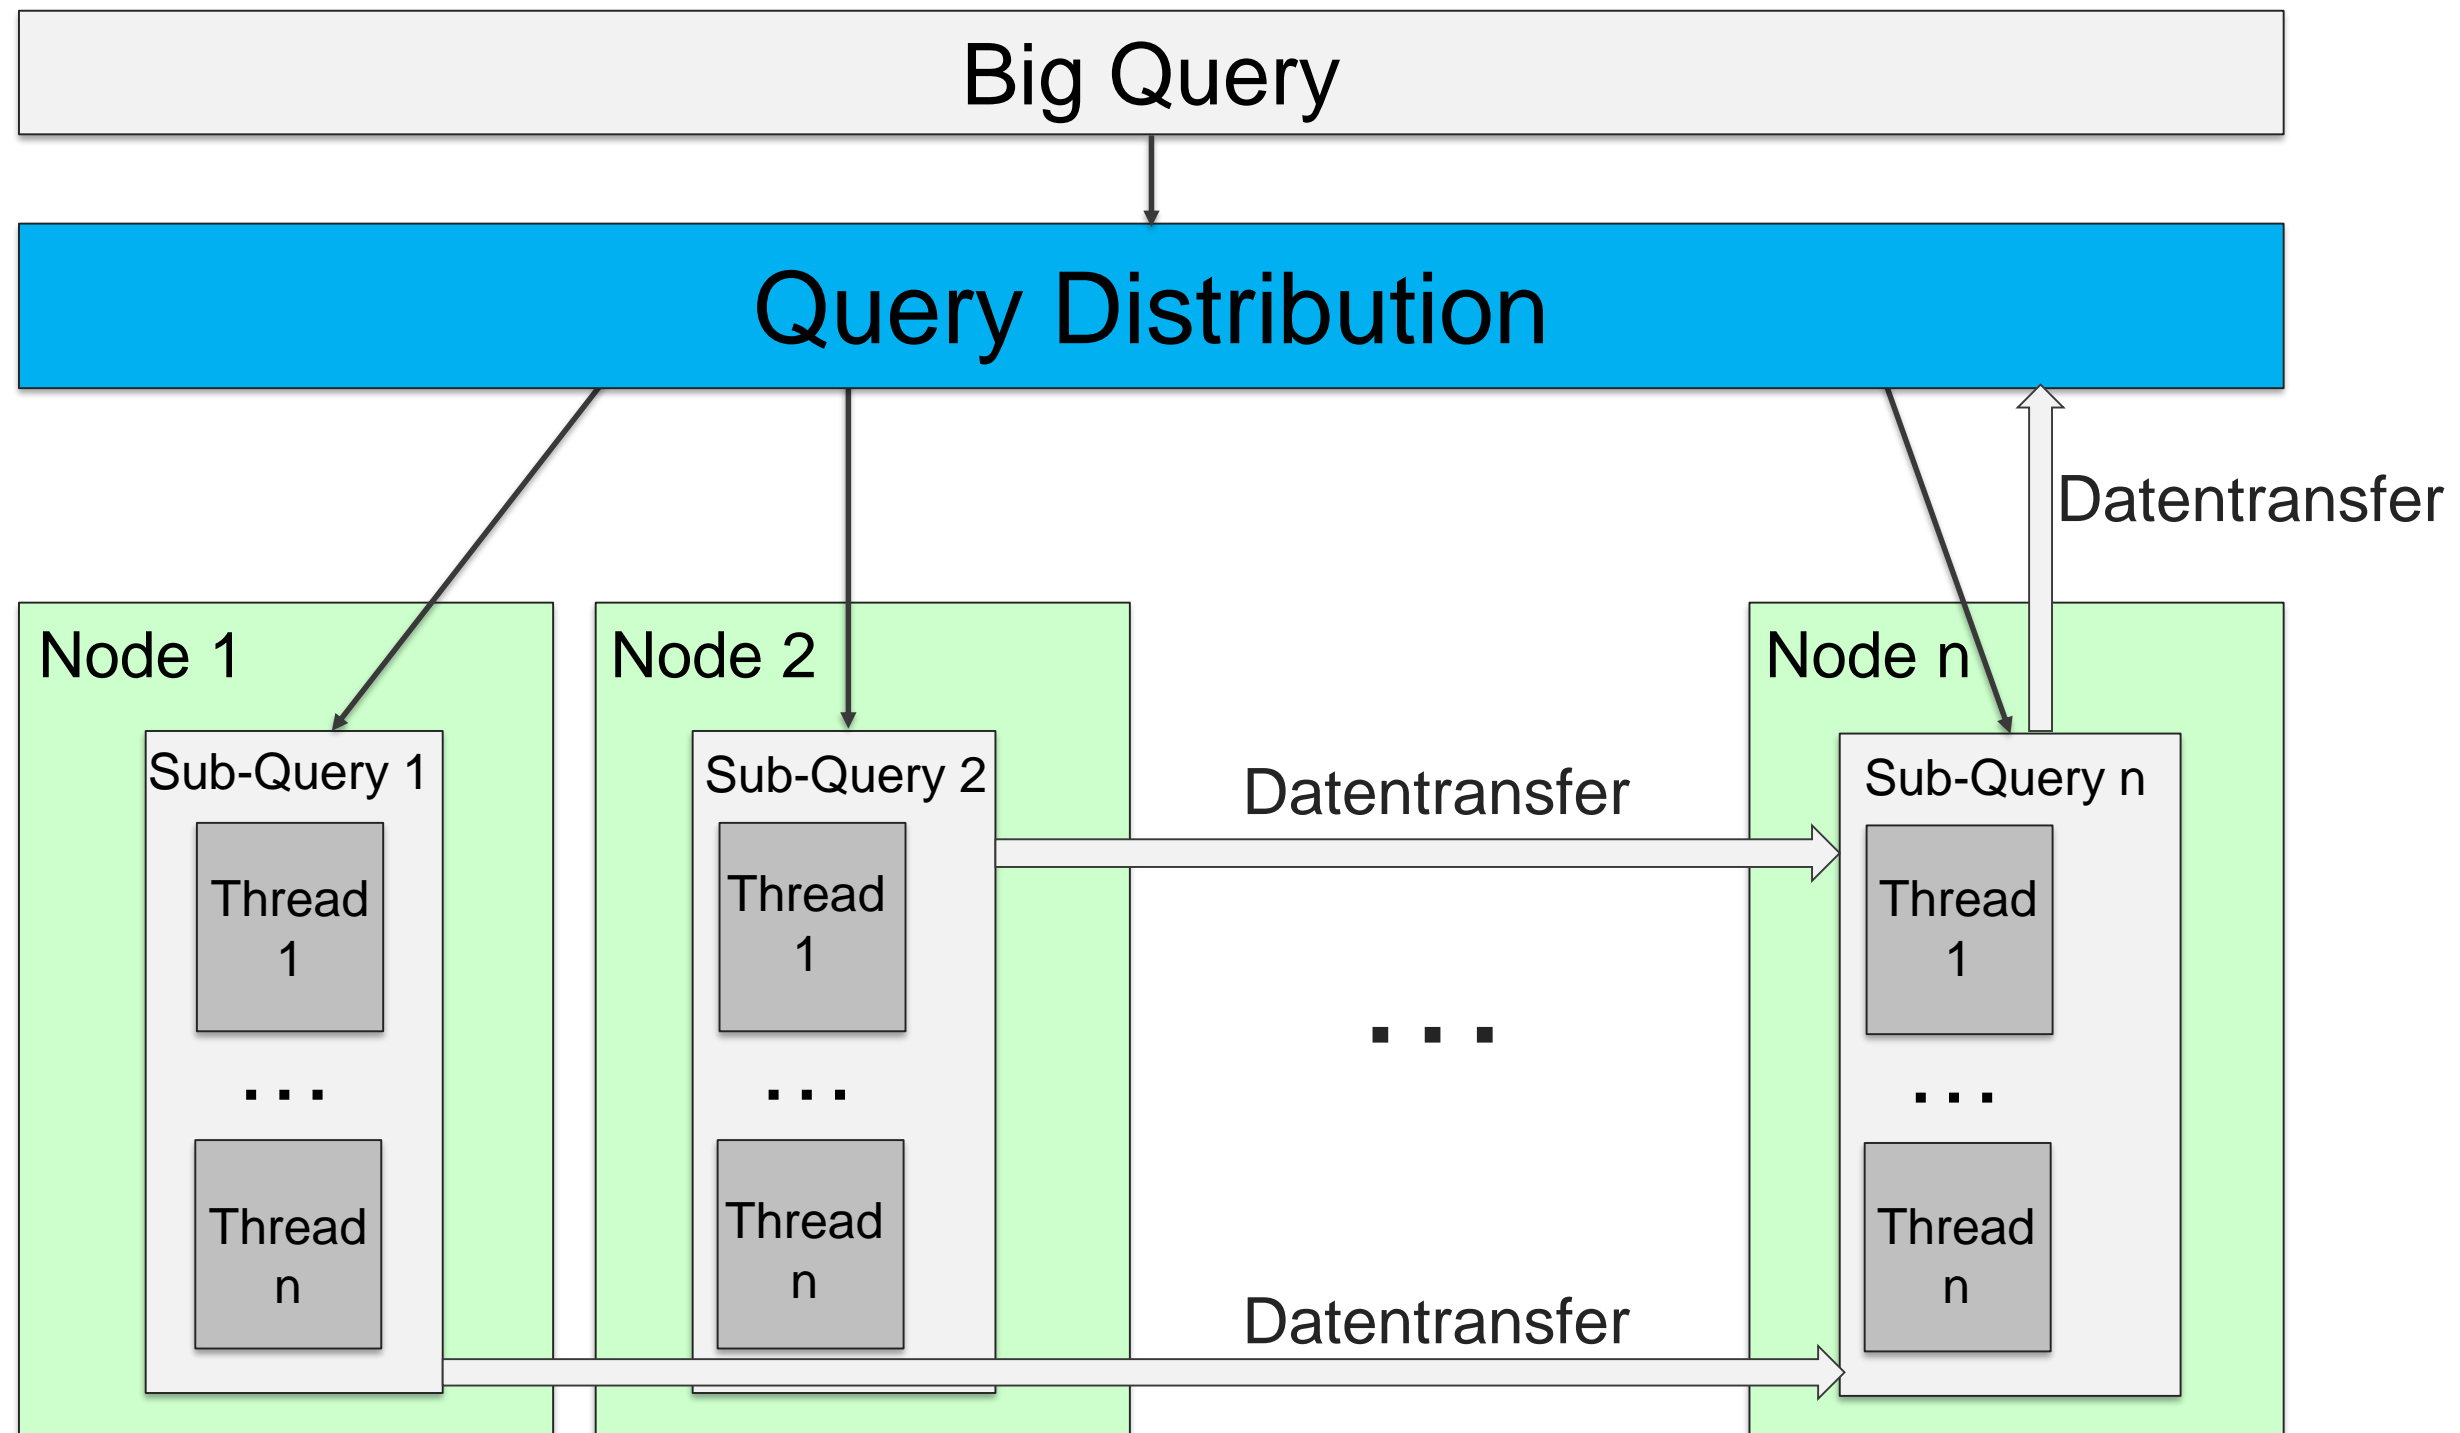 Big Query
Query Distribution
Datentransfer
Node 1
Node 2
Node n
Sub-Query 1
Sub-Query 2
Sub-Query n
Datentransfer
Thread
1
Thread
1
Thread
1
...
...
...
...
Thread
n
Thread
n
Thread
n
Datentransfer